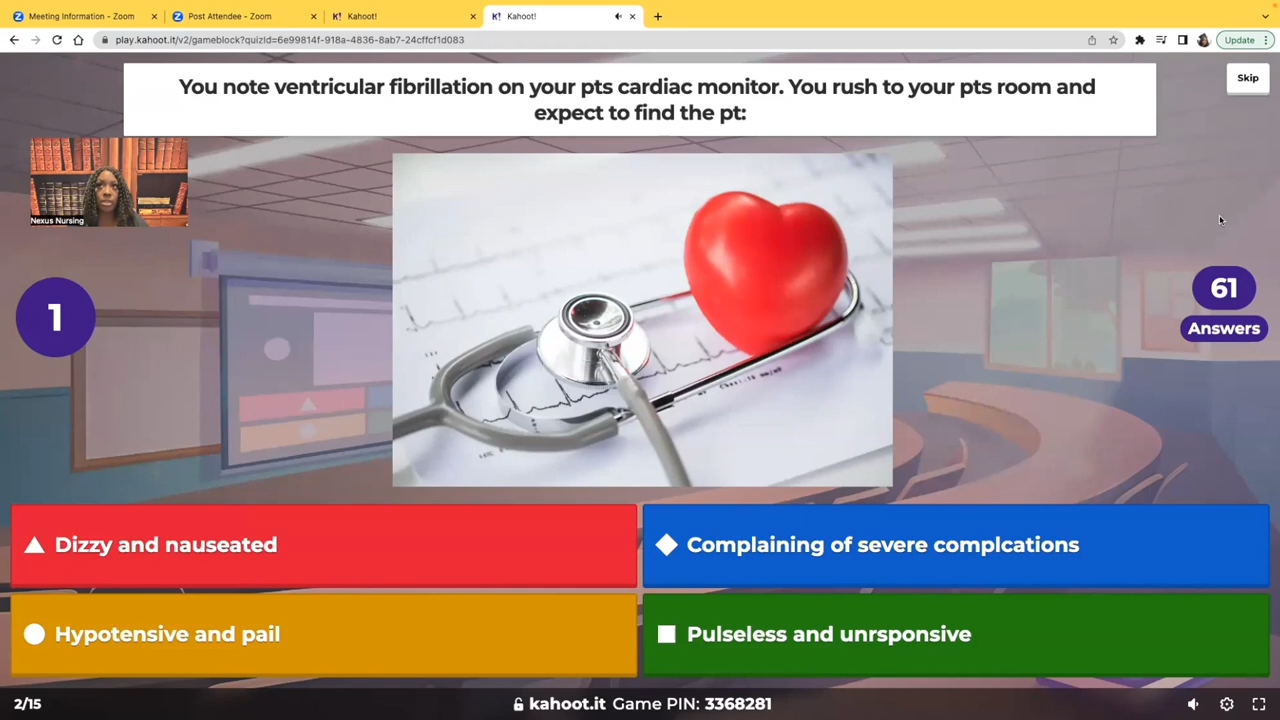 Meeting Information - Zoom
Post Attendee - Zoom
Kahoot!
Kahoot!
play.kahoot.it/v2/gameblock?quizId=6e99814f-918a-4836-8ab7-24cffcf1d083
Update
You note ventricular fibrillation on your pts cardiac monitor. You rush to your pts room and
expect to find the pt:
Skip
Nexus Nursing
1
61
Answers
Dizzy and nauseated
Complaining of severe complcations
Hypotensive and pail
Pulseless and unrsponsive
2/15
kahoot.it Game PIN: 3368281